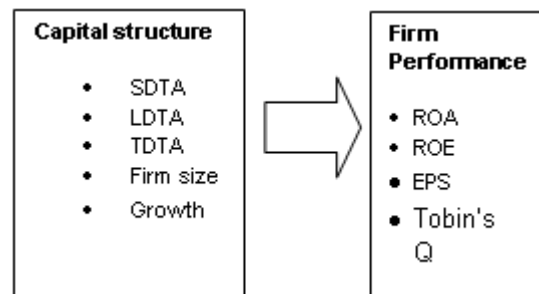 Capital structure
• SDTA
• LDTA
• TDTA
• Firm size
• Growth
Firm
Performance
• ROA
• ROE
• EPS
• Tobin's
Q